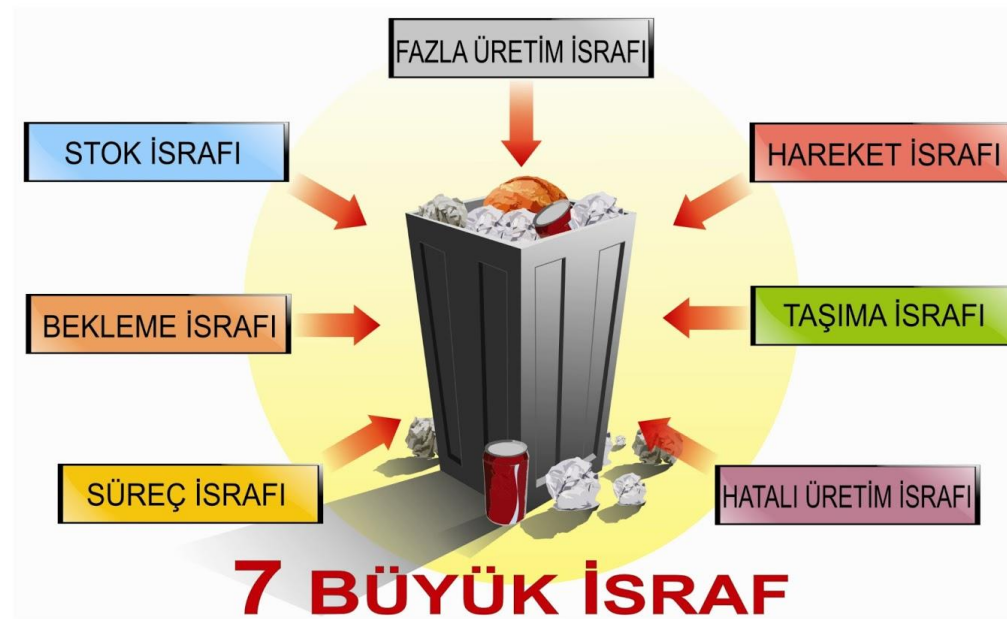 FAZLA ÜRETİM İSRAFI
STOK İSRAFI
HAREKET İSRAFI
BEKLEME İSRAFI
TAŞIMA İSRAFI
SÜREÇ İSRAFI
HATALI ÜRETİM İSRAFI
7 BÜYÜK İSRAF